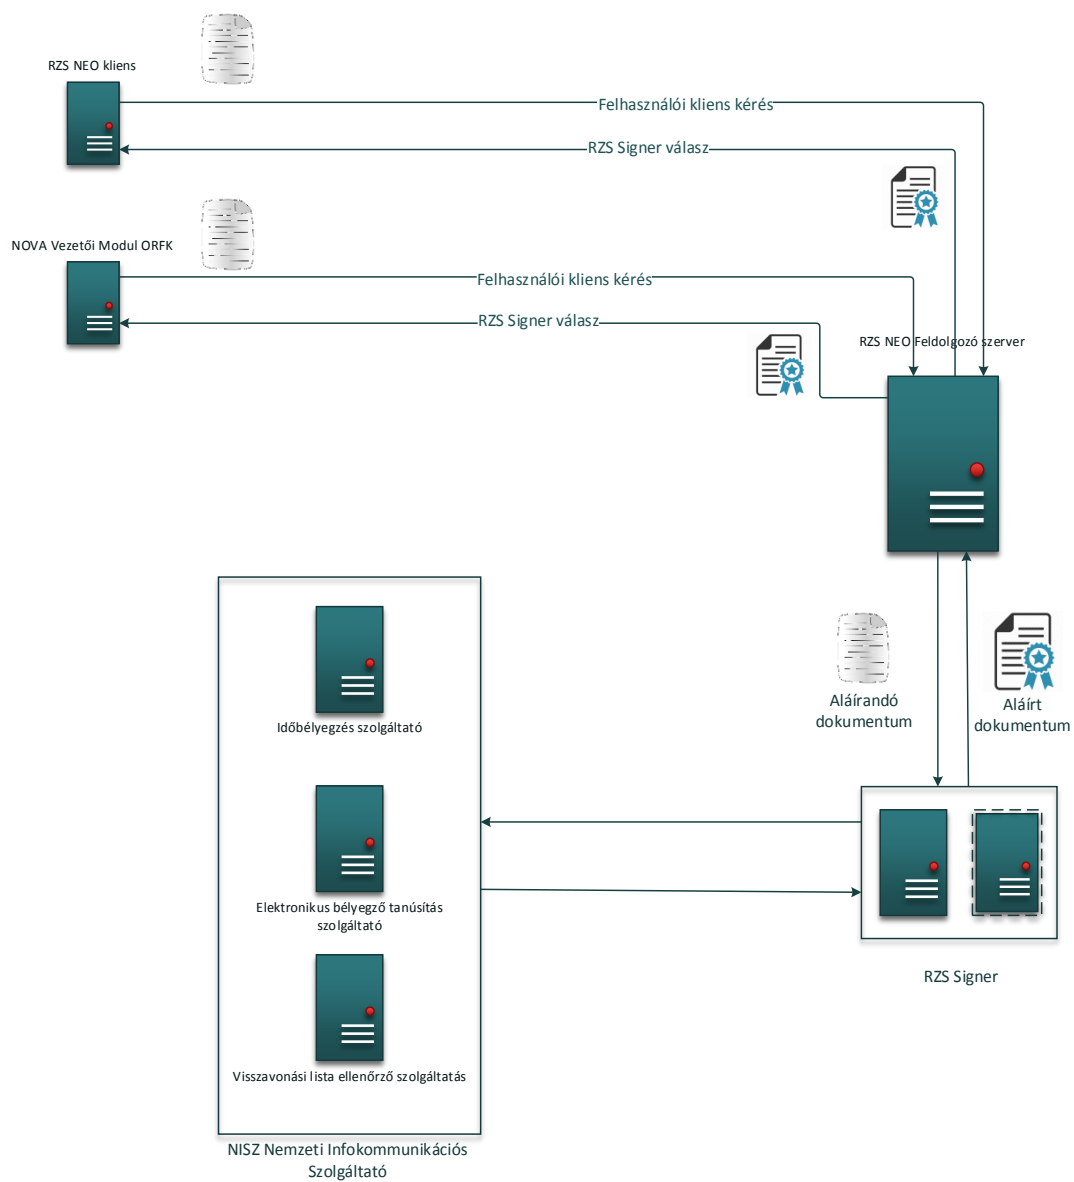 RZS NEO kliens
Felhasználói kliens kérés
RZS Signer válasz
NOVA Vezetői Modul ORFK
Felhasználói kliens kérés
RZS Signer válasz
RZS NEO Feldolgozó szerver
Aláírandó
dokumentum
Aláírt
dokumentum
Időbélyegzés szolgáltató
Elektronikus bélyegző tanúsítás
szolgáltató
Visszavonási lista ellenőrző szolgáltatás
RZS Signer
NISZ Nemzeti Infokommunikációs
Szolgáltató